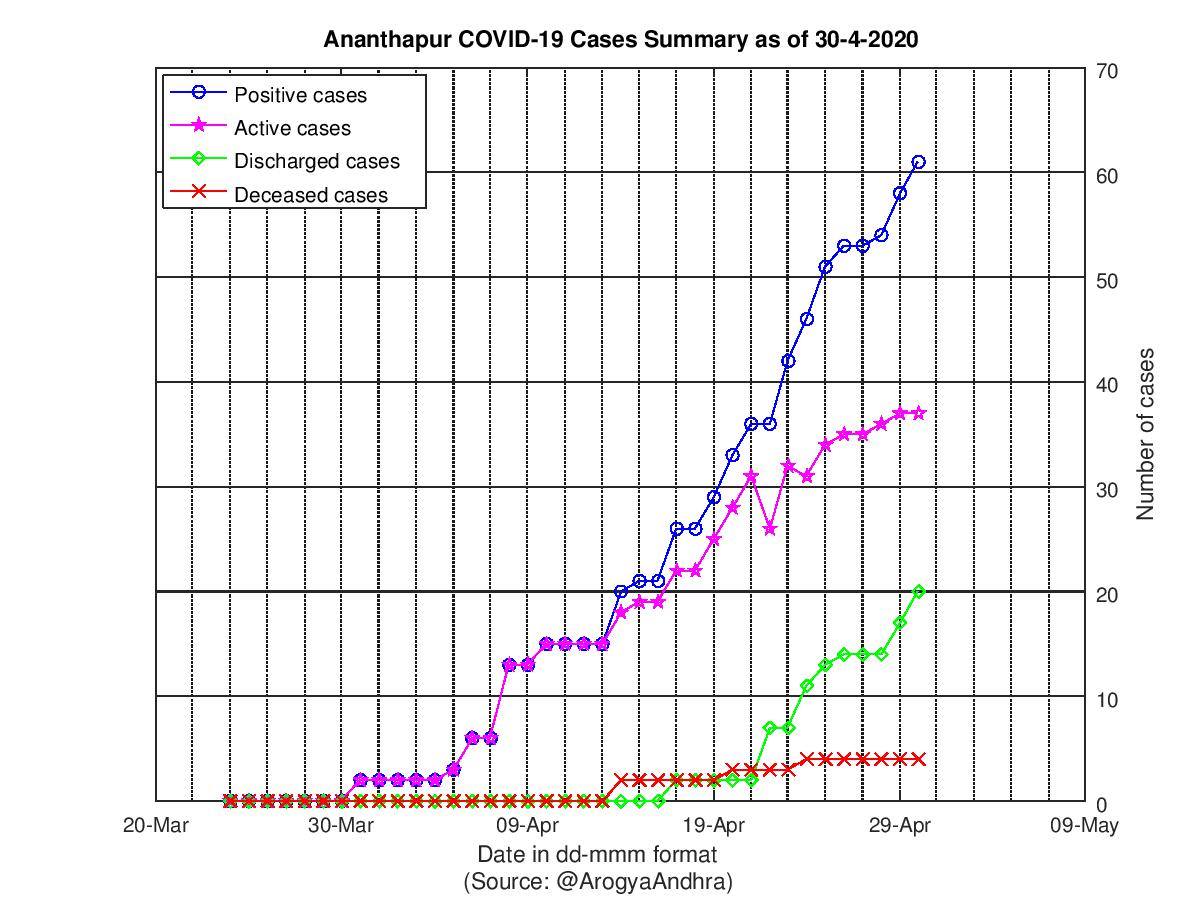 Ananthapur COVID-19 Cases Summary as of 30-4-2020
Positive cases
Active cases
Discharged cases
Deceased cases
70
60
50
40
30
20
10
0
Number of cases
20-Mar
30-Mar
09-Apr
19-Apr
29-Apr
09-May
Date in dd-mmm format
(Source: @ArogyaAndhra)